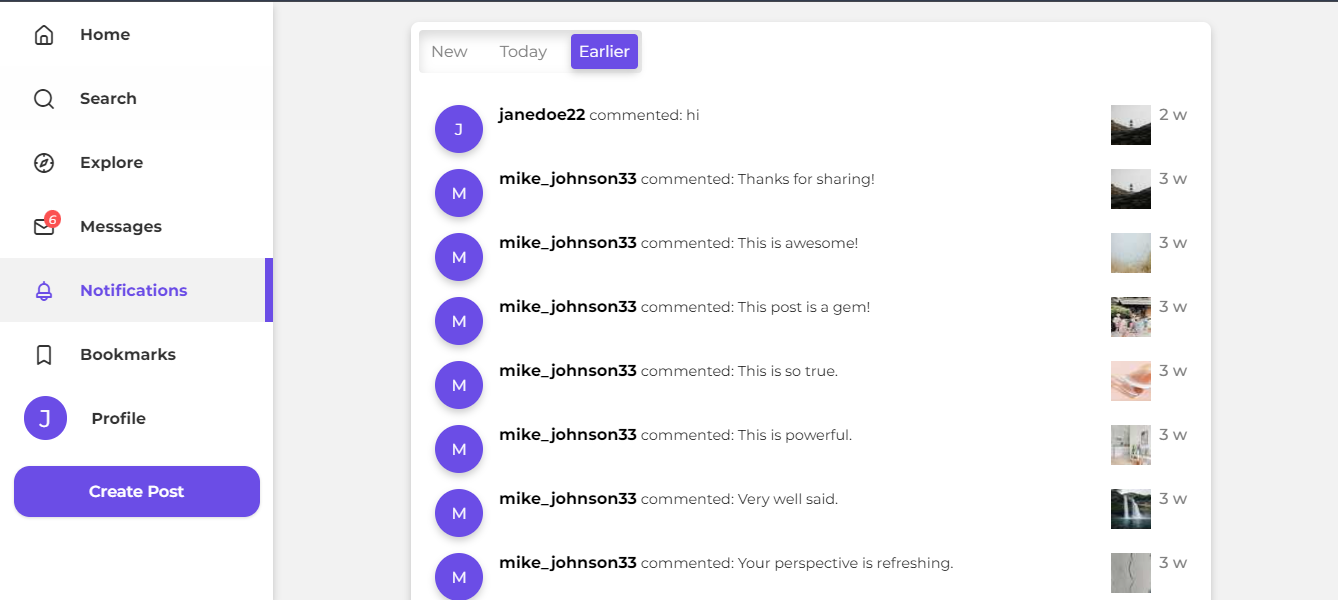 Home
Search
Explore
6
Messages
Notifications
Bookmarks
J
Profile
Create Post
New Today Earlier
J janedoe22 commented: hi 2 w
M mike_johnson33 commented: Thanks for sharing! 3 w
M mike_johnson33 commented: This is awesome! 3 w
M mike_johnson33 commented: This post is a gem! 3 w
M mike_johnson33 commented: This is so true. 3 w
M mike_johnson33 commented: This is powerful. 3 w
M mike_johnson33 commented: Very well said. 3 w
M mike_johnson33 commented: Your perspective is refreshing. 3 w